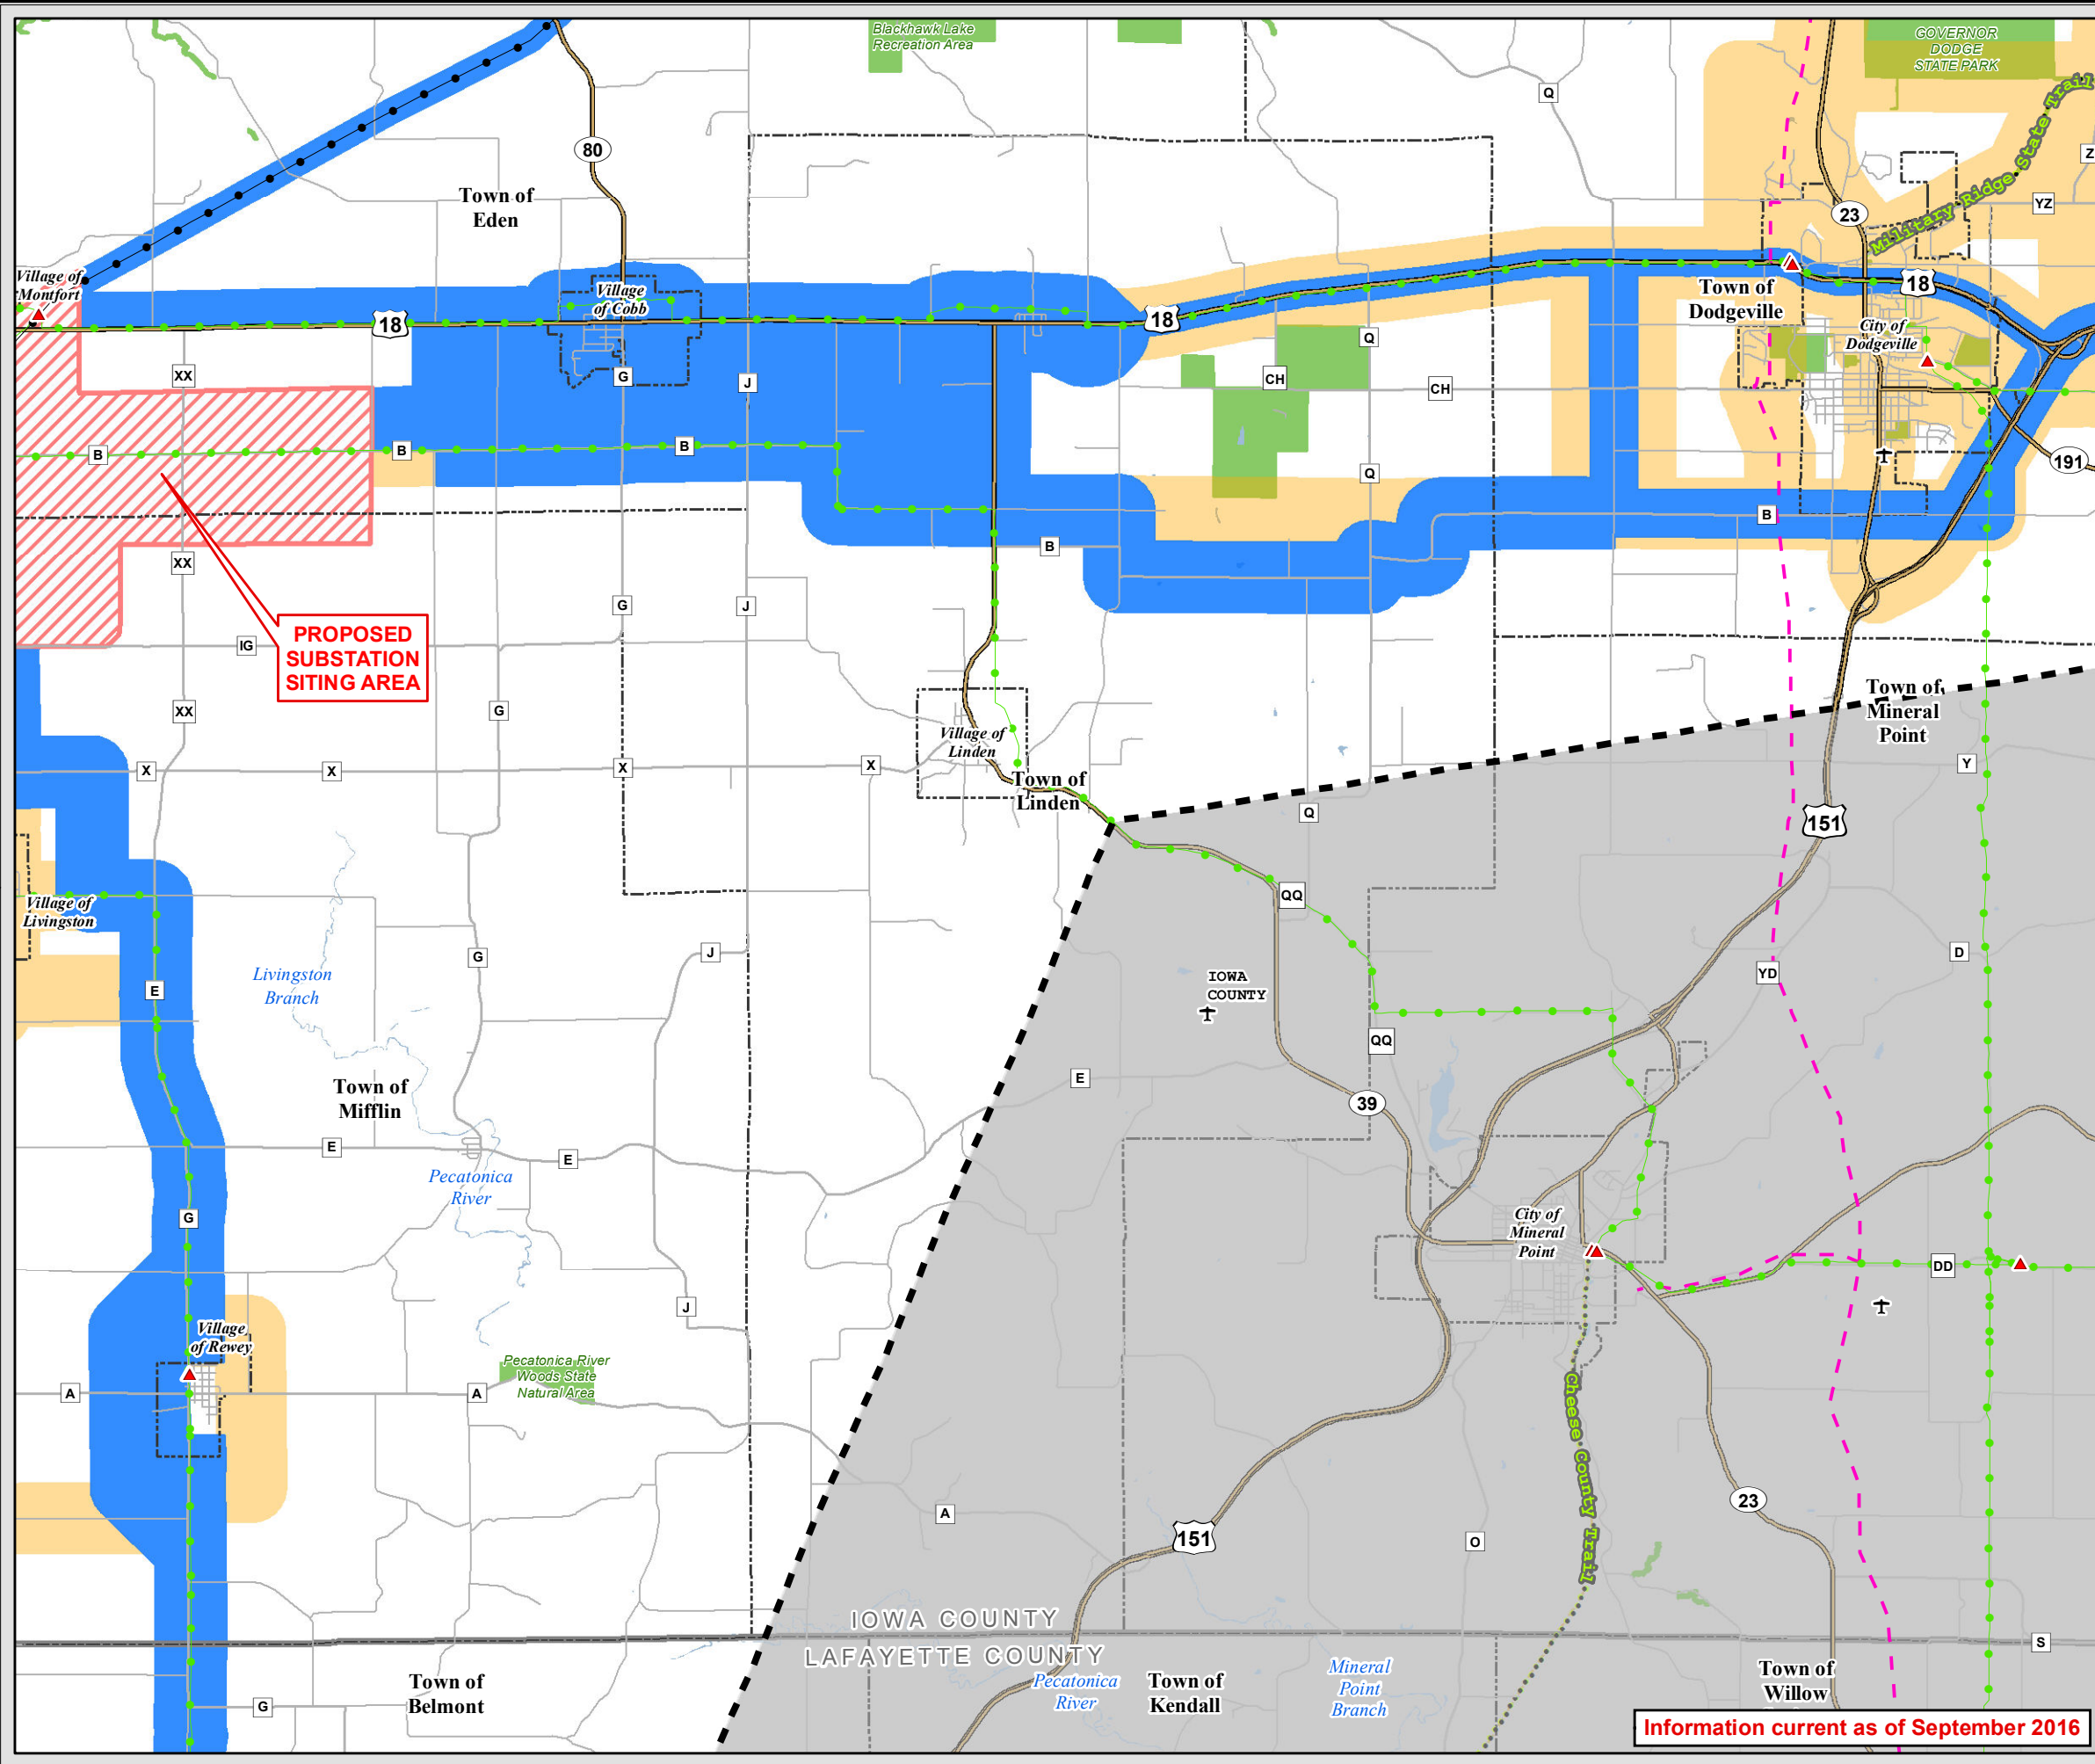 Blackhawk Lake
Recreation Area
GOVERNOR
DODGE
STATE PARK
Military Ridge State Trail
Q
Z
80
Town of
Eden
23
YZ
Village of
Montfort
Village
of Cobb
Town of
Dodgeville
18
18
18
City of
Dodgeville
XX
G
J
Q
CH
CH
B
B
B
Q
191
B
B
XX
G
J
PROPOSED
SUBSTATION
SITING AREA
IG
XX
G
Town of
Mineral
Point
Village of
Linden
X
X
X
X
Y
Town of
Linden
Q
151
Village of
Livingston
QQ
J
D
G
Livingston
Branch
E
IOWA
COUNTY
YD
QQ
Town of
Mifflin
E
39
E
E
Pecatonica
River
G
City of
Mineral
Point
DD
J
Village
of Rewey
Pecatonica River
Woods State
Natural Area
A
A
Cheese County Trail
A
23
151
O
IOWA COUNTY
LAFAYETTE COUNTY
S
Town of
Belmont
G
Pecatonica
River
Town of
Kendall
Mineral
Point
Branch
Town of
Willow
Information current as of September 2016